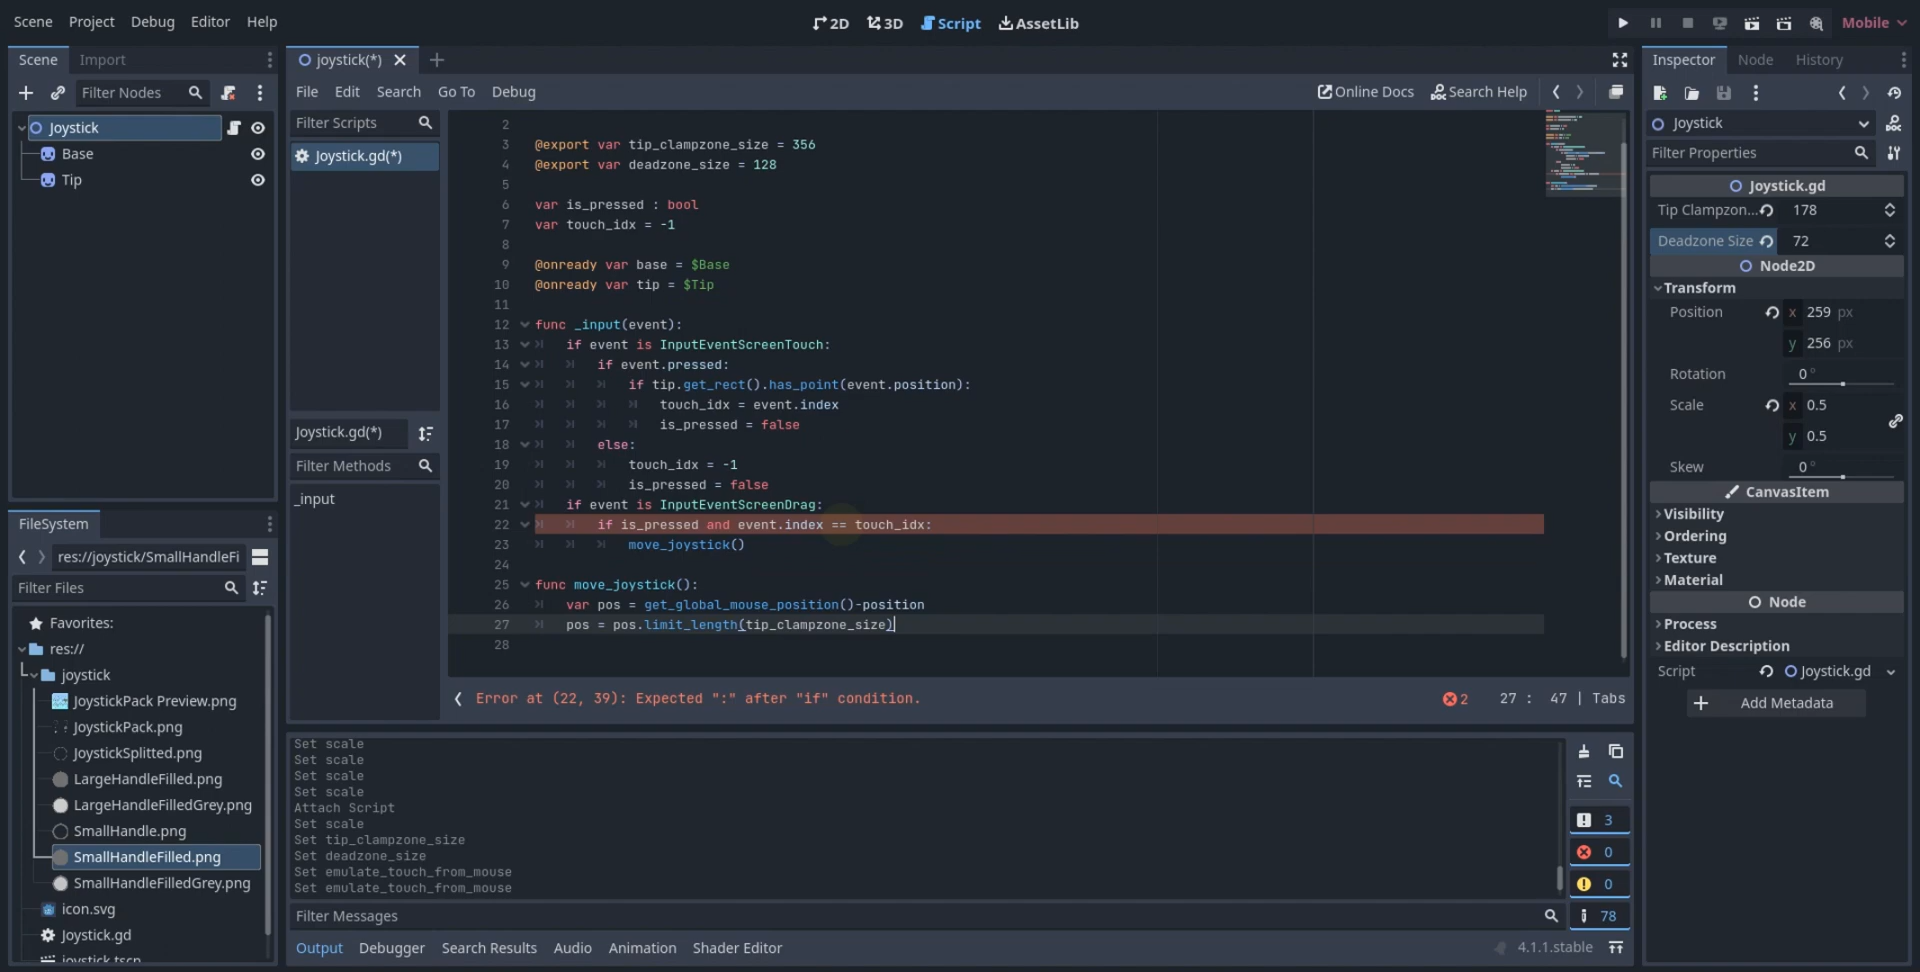 Scene Project Debug Editor Help
2D 3D Script AssetLib
Mobile
Scene Import
Filter Nodes
Joystick
Base
Tip
FileSystem
res://joystick/SmallHandleFi
Filter Files
Favorites:
res://
joystick
JoystickPack Preview.png
JoystickPack.png
JoystickSplitted.png
LargeHandleFilled.png
LargeHandleFilledGrey.png
SmallHandle.png
SmallHandleFilled.png
SmallHandleFilledGrey.png
icon.svg
Joystick.gd
joystick.tscn
joystick(*)
File Edit Search Go To Debug
Online Docs Search Help
Filter Scripts
Joystick.gd(*)
Joystick.gd(*)
Filter Methods
_input
2
3 @export var tip_clampzone_size = 356
4 @export var deadzone_size = 128
5
6 var is_pressed : bool
7 var touch_idx = -1
8
9 @onready var base = $Base
10 @onready var tip = $Tip
11
12 func _input(event):
13 if event is InputEventScreenTouch:
14 if event.pressed:
15 if tip.get_rect().has_point(event.position):
16 touch_idx = event.index
17 is_pressed = false
18 else:
19 touch_idx = -1
20 is_pressed = false
21 if event is InputEventScreenDrag:
22 if is_pressed and event.index == touch_idx:
23 move_joystick()
24
25 func move_joystick():
26 var pos = get_global_mouse_position()-position
27 pos = pos.limit_length(tip_clampzone_size)
28
Error at (22, 39): Expected ":" after "if" condition.
2 27 : 47 | Tabs
Set scale
Set scale
Set scale
Set scale
Attach Script
Set scale
Set tip_clampzone_size
Set deadzone_size
Set emulate_touch_from_mouse
Set emulate_touch_from_mouse
3
0
0
78
Filter Messages
Output Debugger Search Results Audio Animation Shader Editor
4.1.1.stable
Inspector Node History
Joystick
Filter Properties
Joystick.gd
Tip Clampzon... 178
Deadzone Size 72
Node2D
Transform
Position x 259 px
y 256 px
Rotation 0 °
Scale x 0.5
y 0.5
Skew 0 °
CanvasItem
Visibility
Ordering
Texture
Material
Node
Process
Editor Description
Script Joystick.gd
Add Metadata